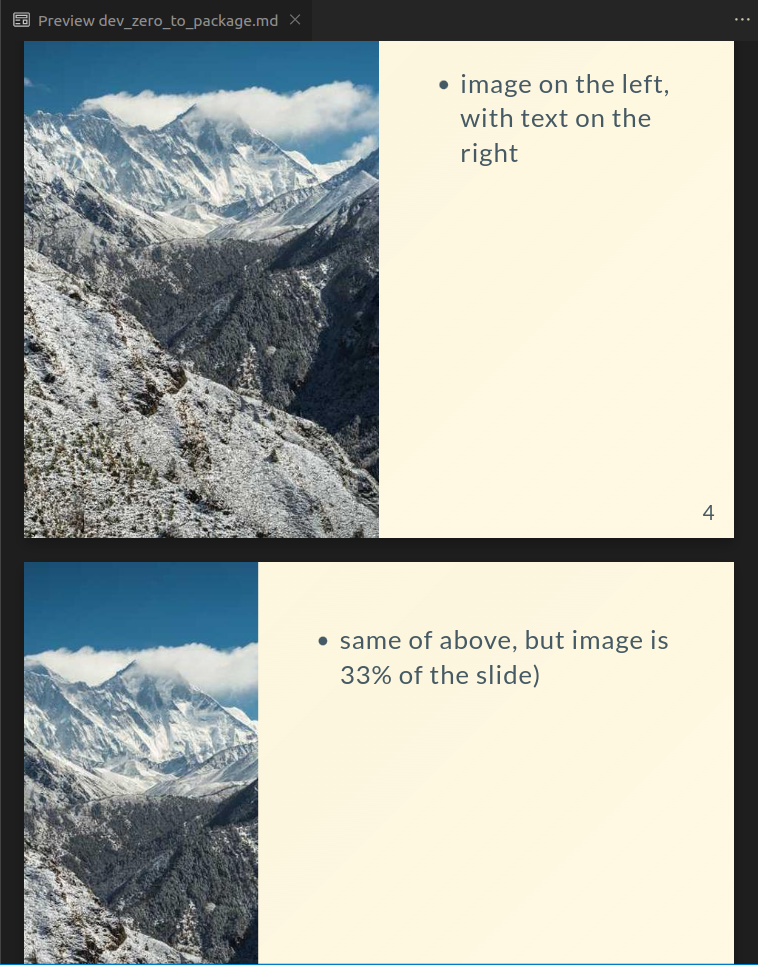 Preview dev_zero_to_package.md
• image on the left,
with text on the
right
4
• same of above, but image is
33% of the slide)